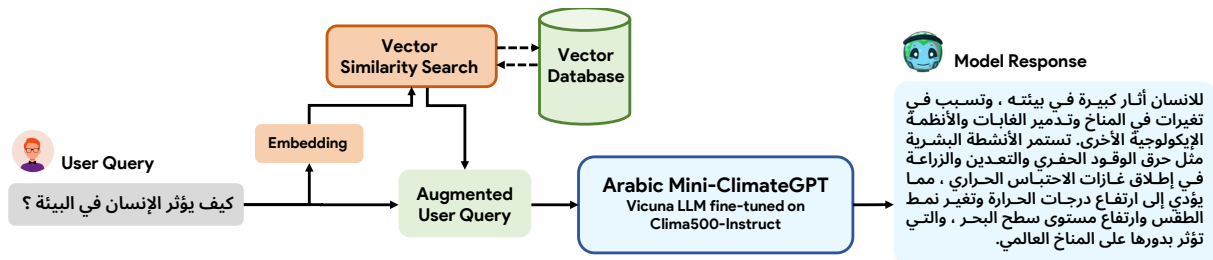 User Query
كيف يؤثر الإنسان في البيئة ؟
Embedding
Vector
Similarity Search
Vector
Database
Augmented
User Query
Arabic Mini-ClimateGPT
Vicuna LLM fine-tuned on
Clima500-Instruct
Model Response
للانسان أثار كبيرة في بيئته ، وتسبب في
تغيرات في المناخ وتدمير الغابات والأنظمة
الإيكولوجية الأخرى. تستمر الأنشطة البشرية
مثل حرق الوقود الحفري والتعدين والزراعة
في إطلاق غازات الاحتباس الحراري ، مما
يؤدي إلى ارتفاع درجات الحرارة وتغير نمط
الطقس وارتفاع مستوى سطح البحر ، والتي
تؤثر بدورها على المناخ العالمي.